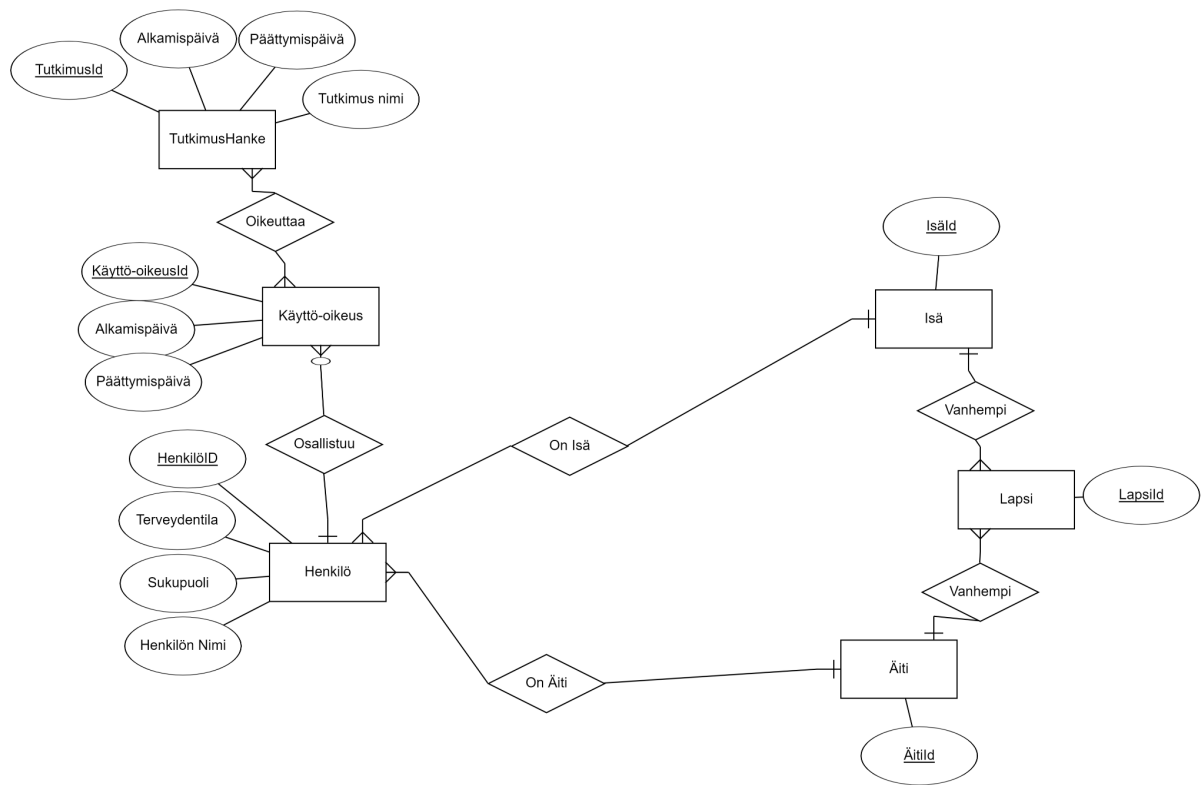 Alkamispäivä
Päättymispäivä
TutkimusId
Tutkimus nimi
TutkimusHanke
Oikeuttaa
IsäId
Käyttö-oikeusId
Käyttö-oikeus
Isä
Alkamispäivä
Päättymispäivä
Vanhempi
Osallistuu
On Isä
HenkilöID
Lapsi
LapsiId
Terveydentila
Henkilö
Sukupuoli
Vanhempi
Henkilön Nimi
Äiti
On Äiti
ÄitiId